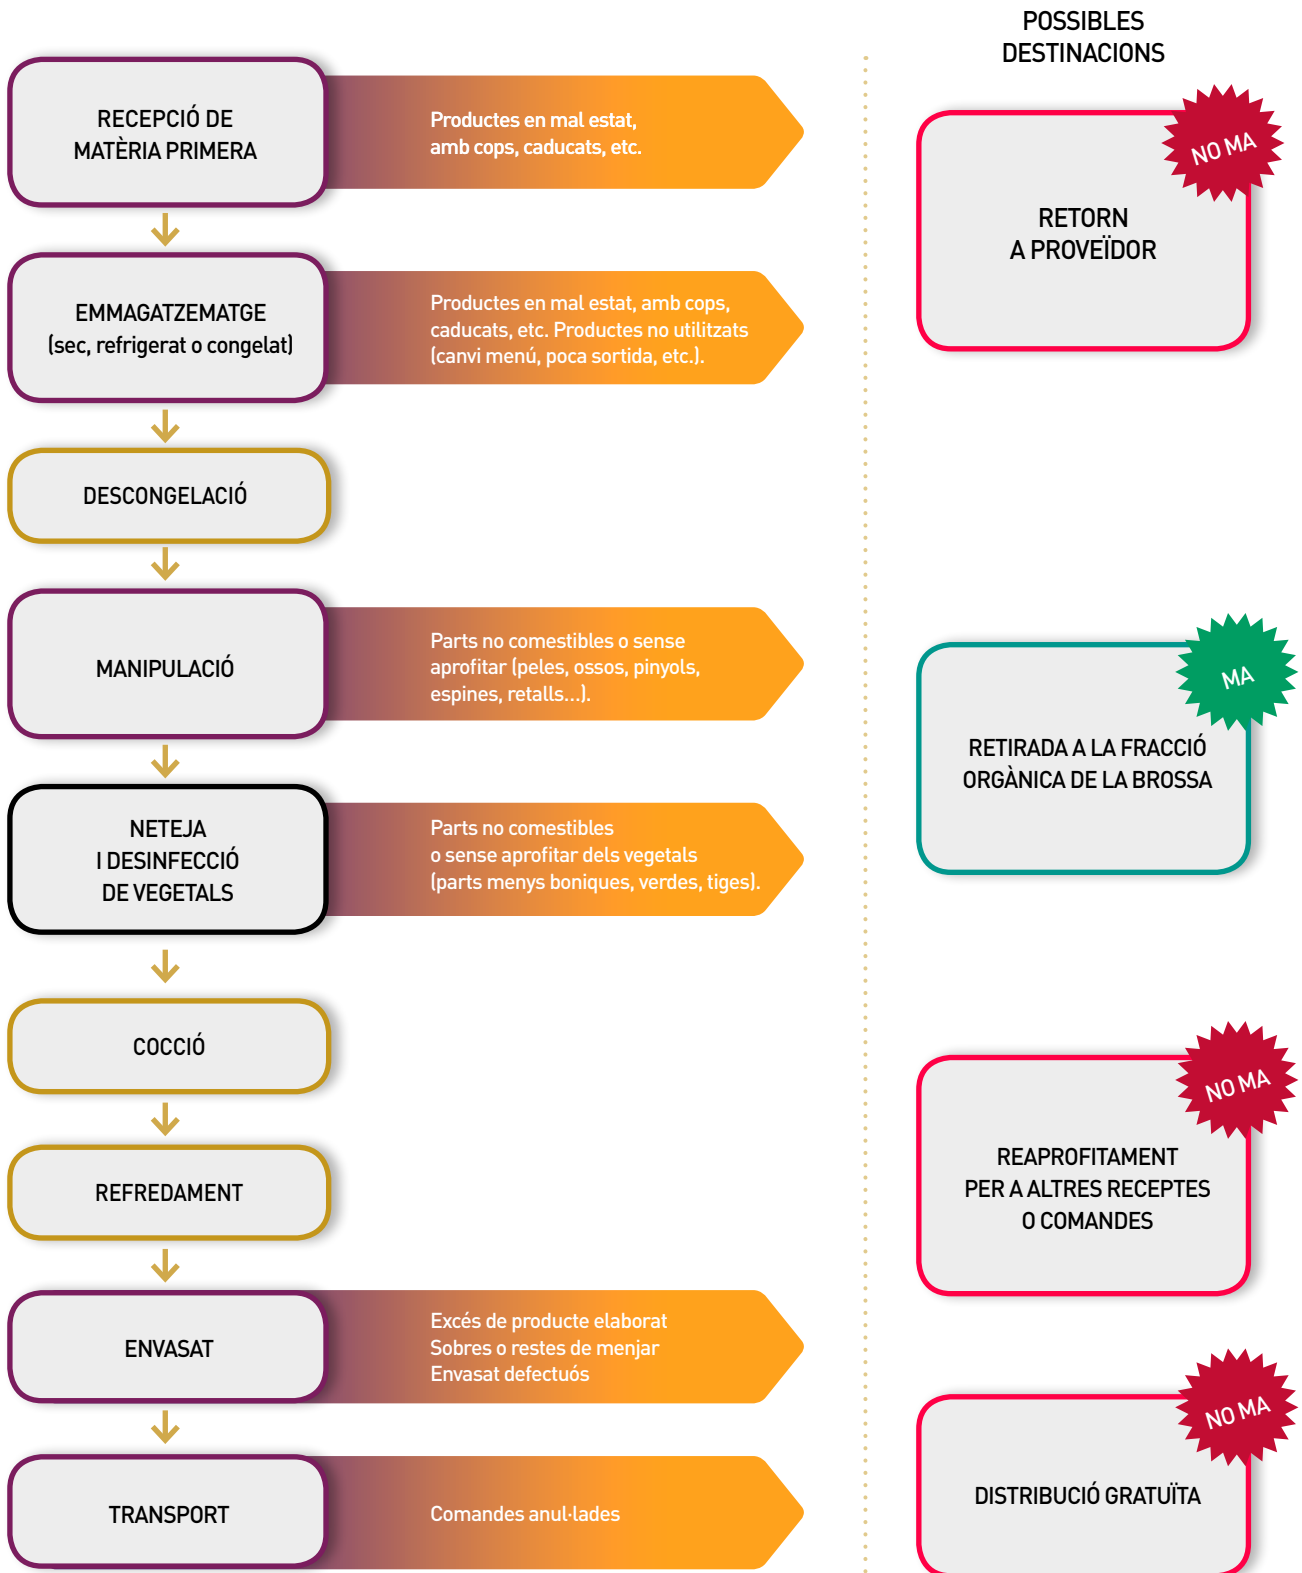 RECEPCIÓ DE
MATÈRIA PRIMERA
Productes en mal estat,
amb cops, caducats, etc.
EMMAGATZEMATGE
(sec, refrigerat o congelat)
Productes en mal estat, amb cops,
caducats, etc. Productes no utilitzats
(canvi menú, poca sortida, etc.).
DESCONGELACIÓ
MANIPULACIÓ
Parts no comestibles o sense
aprofitar (peles, ossos, pinyols,
espines, retalls...).
NETEJA
I DESINFECCIÓ
DE VEGETALS
Parts no comestibles
o sense aprofitar dels vegetals
(parts menys boniques, verdes, tiges).
COCCIÓ
REFREDAMENT
ENVASAT
Excés de producte elaborat
Sobres o restes de menjar
Envasat defectuós
TRANSPORT
Comandes anul·lades
POSSIBLES
DESTINACIONS
NO MA
RETORN
A PROVEÏDOR
MA
RETIRADA A LA FRACCIÓ
ORGÀNICA DE LA BROSSA
NO MA
REAPROFITAMENT
PER A ALTRES RECEPTES
O COMANDES
NO MA
DISTRIBUCIÓ GRATUÏTA